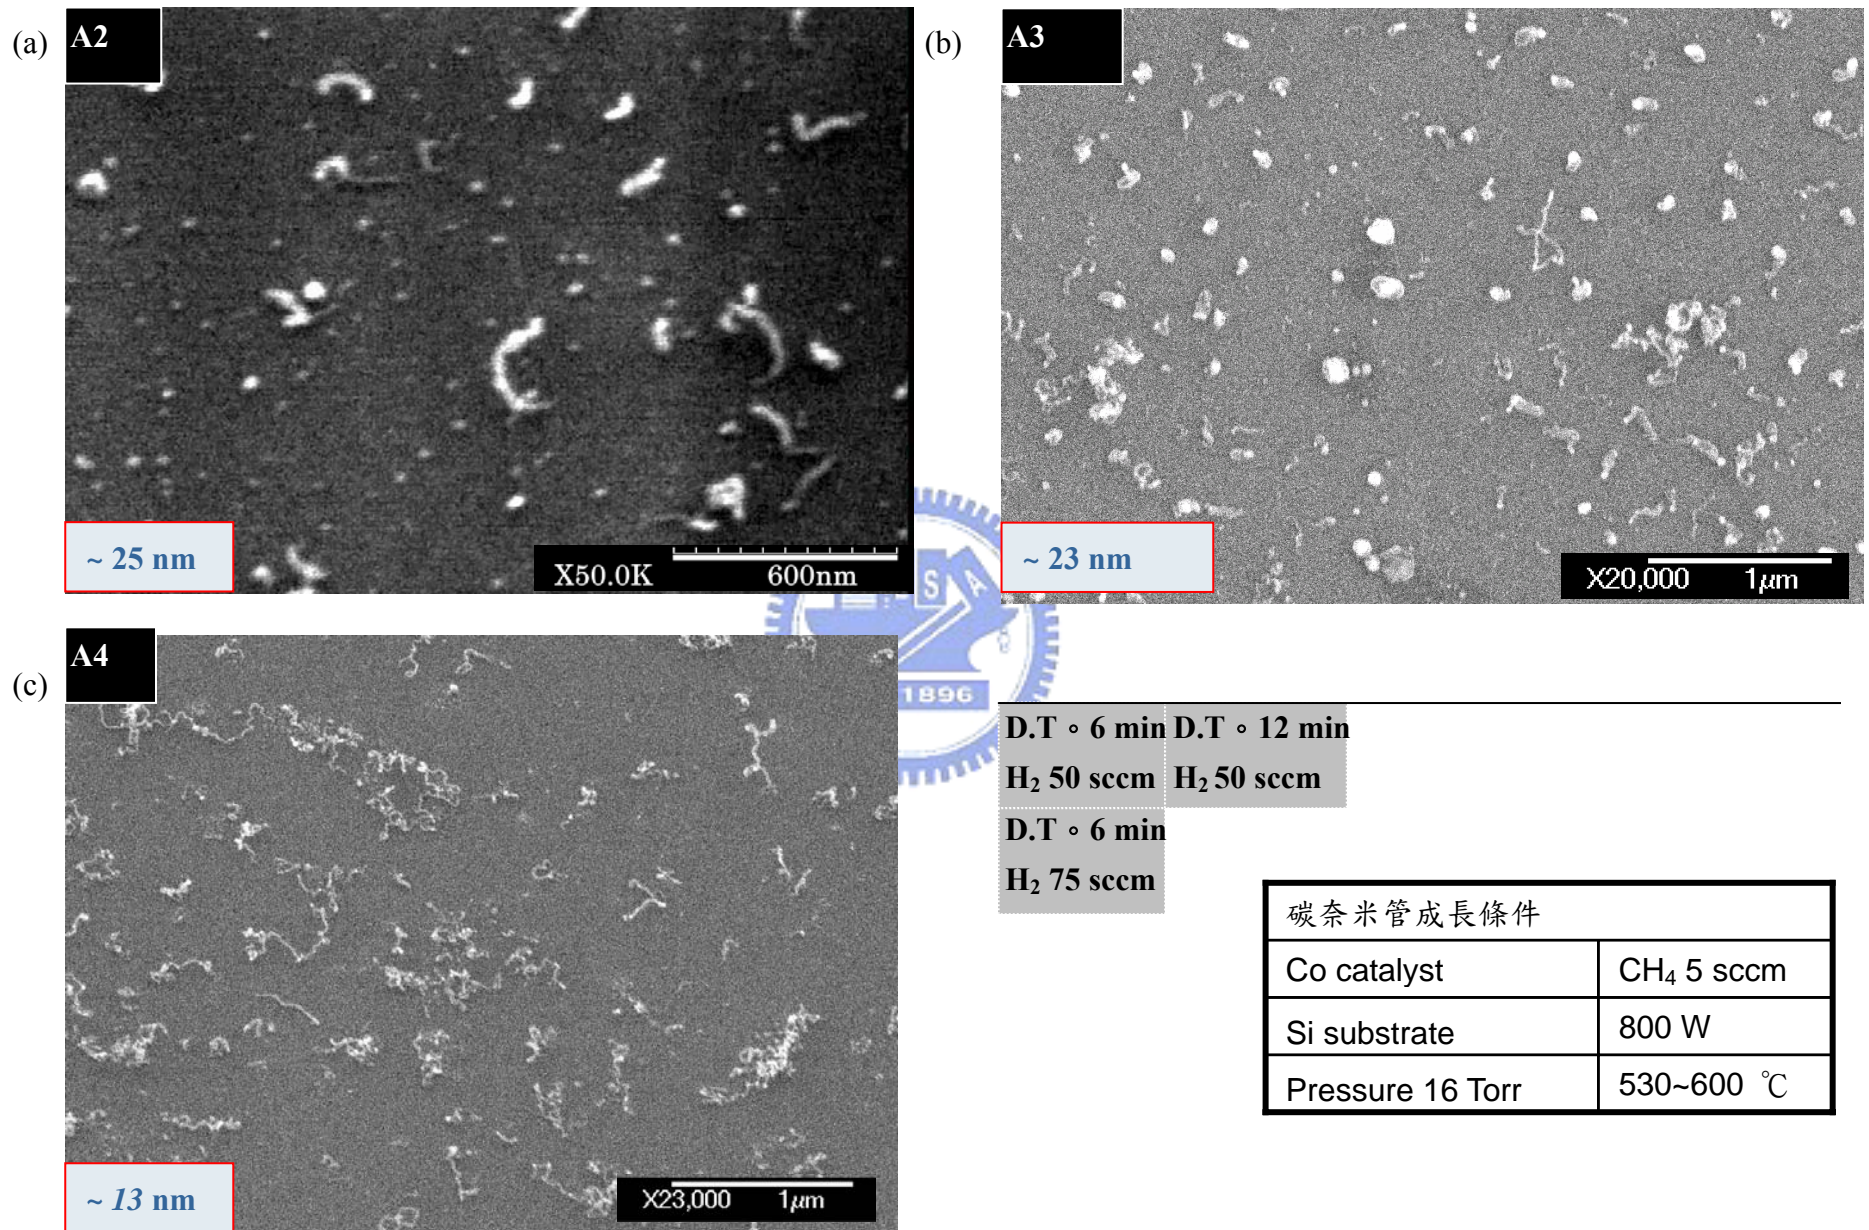 (a)
A2
~ 25 nm
X50.0K 600nm
(b)
A3
~ 23 nm
X20,000 1μm
(c)
A4
~ 13 nm
X23,000 1μm
S A
1896
D.T。6 min D.T。12 min
H₂ 50 sccm H₂ 50 sccm
D.T。6 min
H₂ 75 sccm
碳奈米管成長條件
Co catalyst CH₄ 5 sccm
Si substrate 800 W
Pressure 16 Torr 530~600 ℃